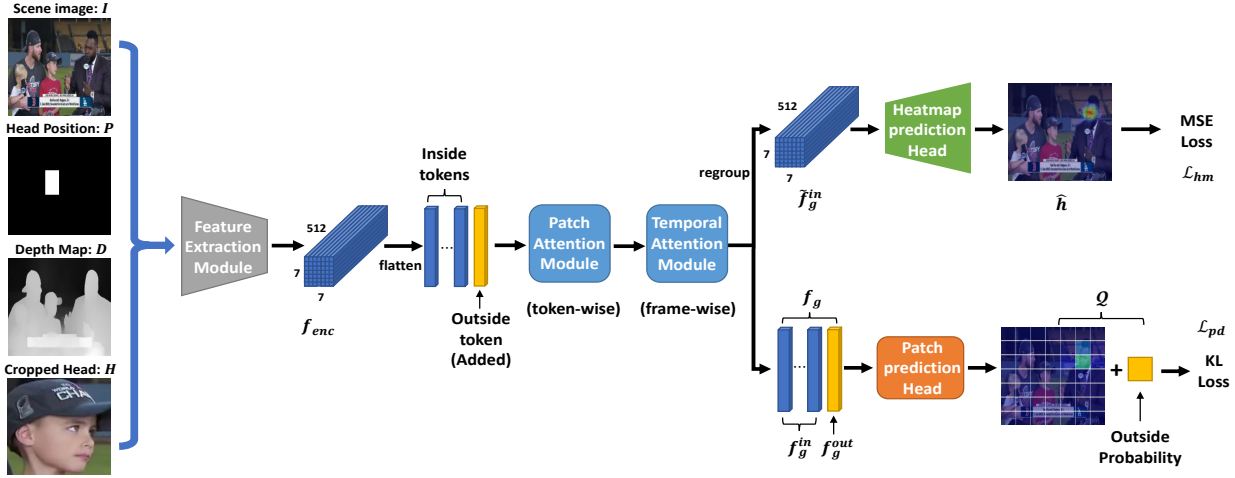 Scene image: I
Head Position: P
Depth Map: D
Cropped Head: H
Feature
Extraction
Module
512
7
7
f_enc
flatten
Inside
tokens
...
Outside
token
(Added)
Patch
Attention
Module
(token-wise)
Temporal
Attention
Module
(frame-wise)
regroup
512
7
7
f̃_g^in
Heatmap
prediction
Head
ĥ
MSE
Loss
ℒ_hm
f_g
...
f_g^in
f_g^out
Patch
prediction
Head
Q
+
Outside
Probability
ℒ_pd
KL
Loss